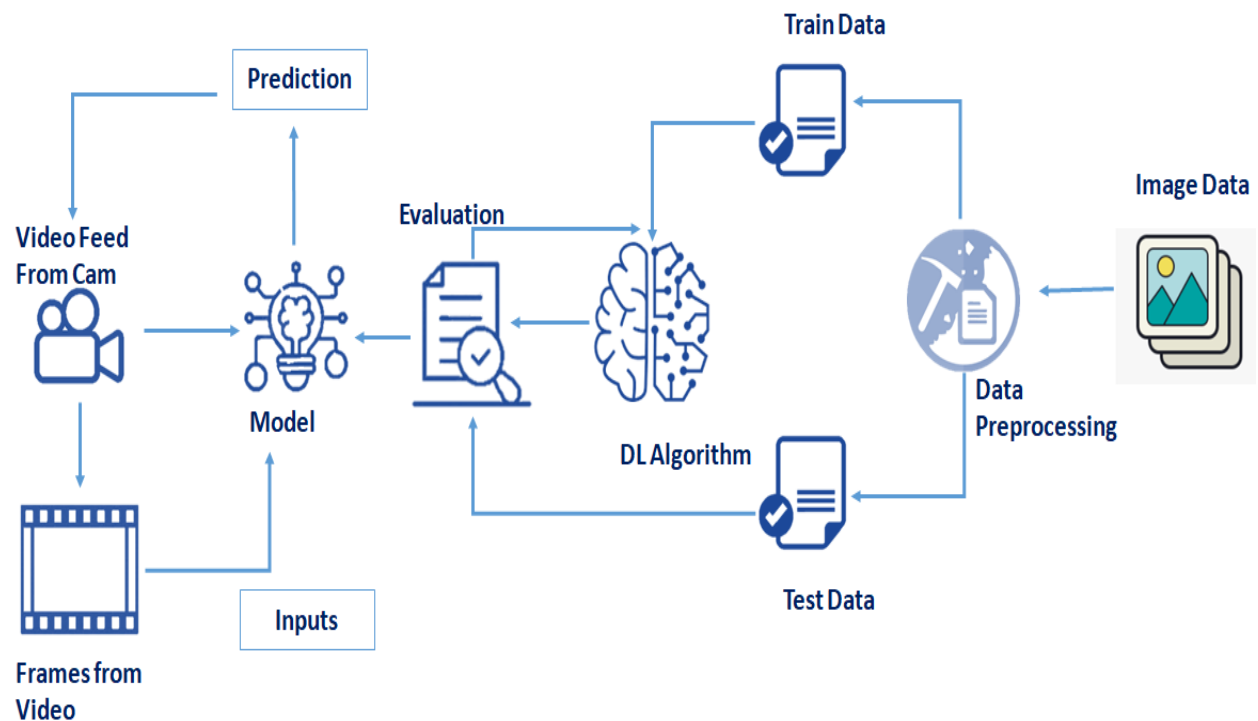 Train Data
Prediction
Image Data
Evaluation
Video Feed
From Cam
Data
Preprocessing
Model
DL Algorithm
Test Data
Inputs
Frames from
Video